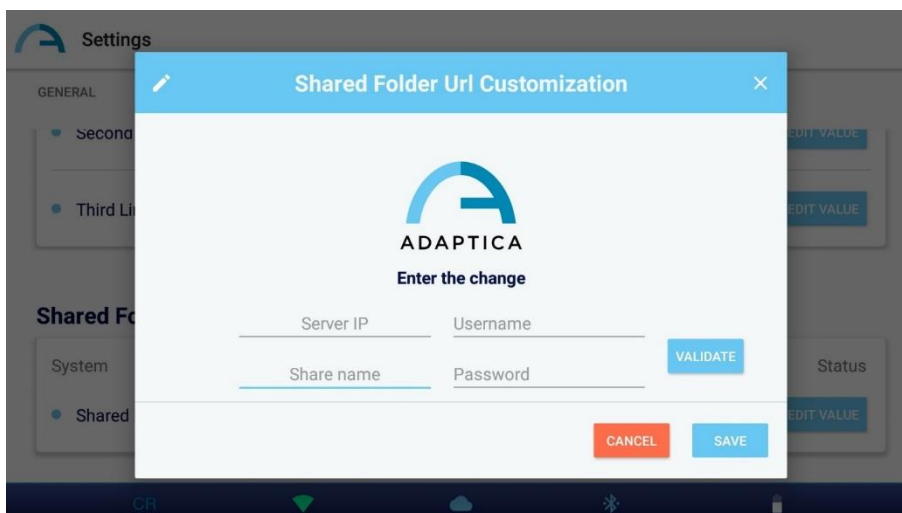 Settings
GENERAL
Shared Folder Url Customization
Second
EDIT VALUE
Third Li
EDIT VALUE
ADAPTICA
Enter the change
Shared Fo
Server IP
Username
System
Share name
Password
VALIDATE
Status
Shared
EDIT VALUE
CANCEL
SAVE
CR